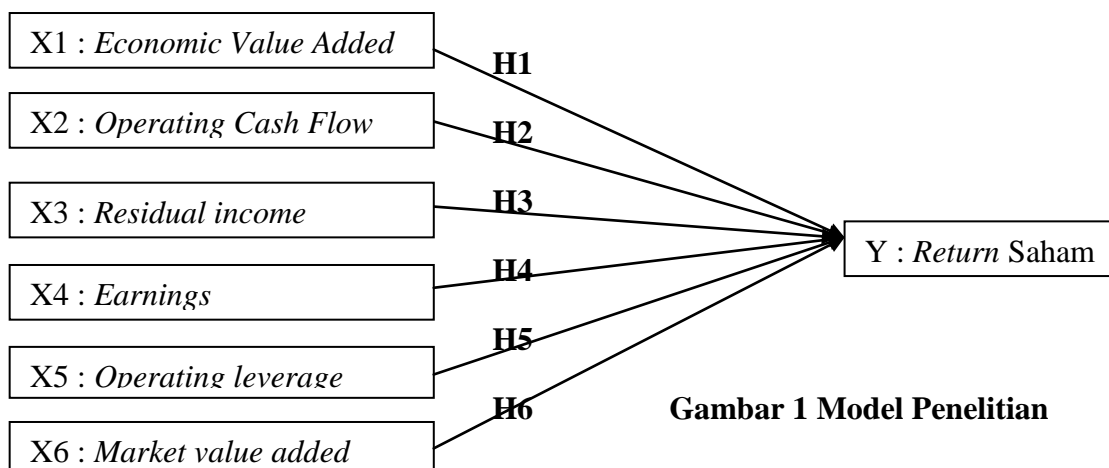 X1 : Economic Value Added
H1
X2 : Operating Cash Flow
H2
X3 : Residual income
H3
Y : Return Saham
X4 : Earnings
H4
X5 : Operating leverage
H5
X6 : Market value added
H6
Gambar 1 Model Penelitian